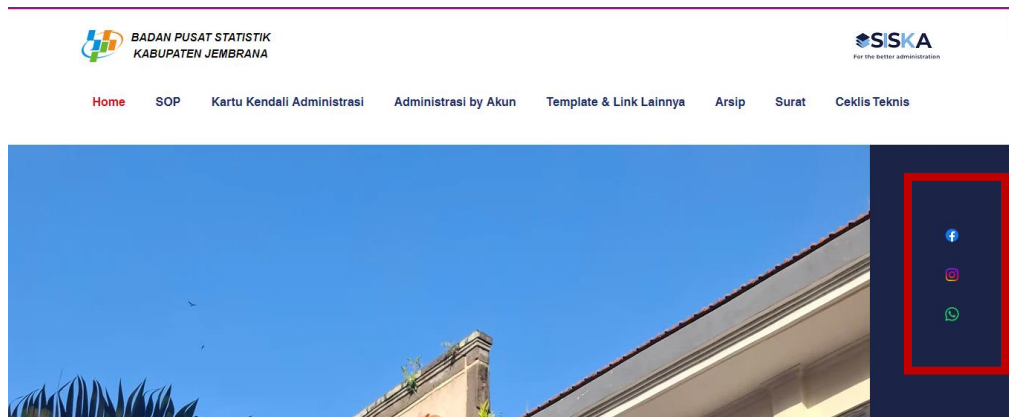 BADAN PUSAT STATISTIK
KABUPATEN JEMBRANA
SISKA
For the better administration
Home SOP Kartu Kendali Administrasi Administrasi by Akun Template & Link Lainnya Arsip Surat Ceklis Teknis